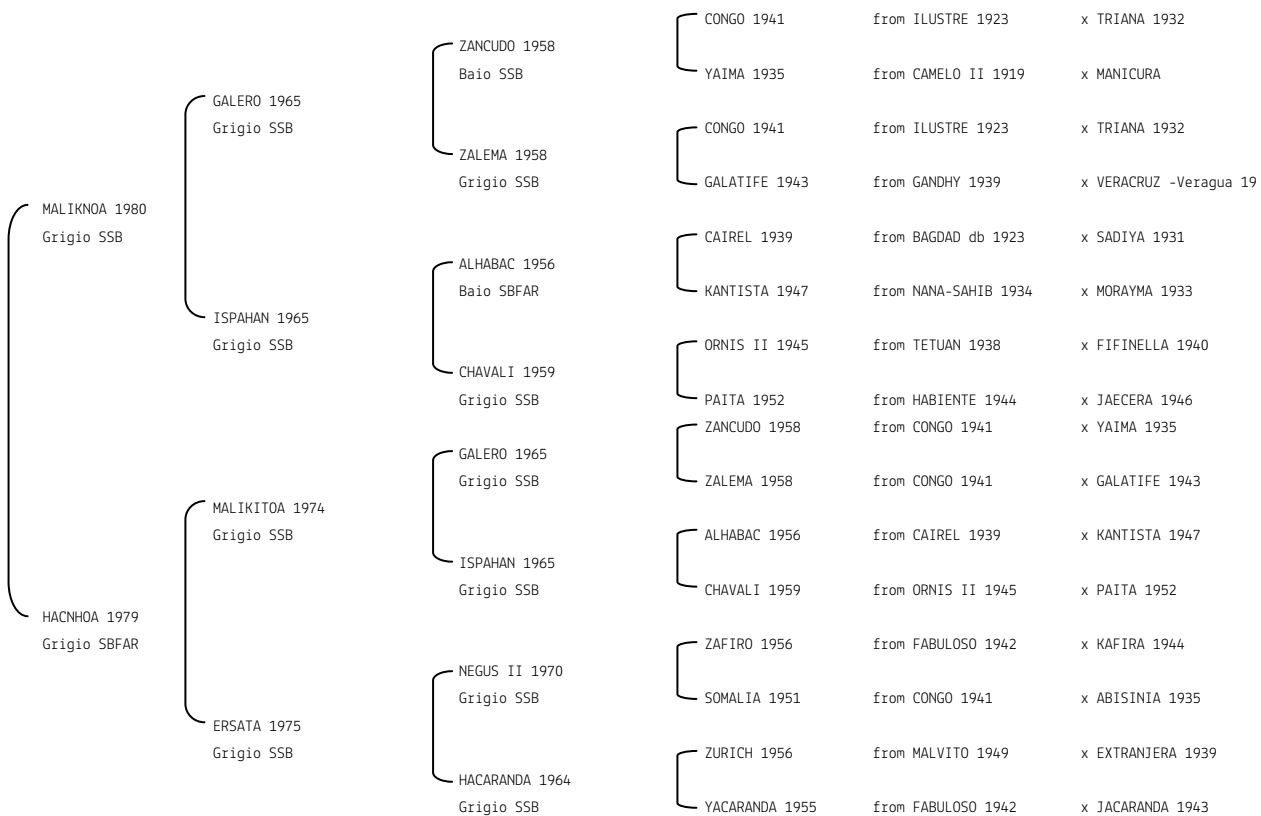 CONGO 1941 from ILUSTRE 1923 x TRIANA 1932
ZANCUDO 1958
Baio SSB YAIMA 1935 from CAMELO II 1919 x MANICURA
GALERO 1965
Grigio SSB CONGO 1941 from ILUSTRE 1923 x TRIANA 1932
ZALEMA 1958
Grigio SSB GALATIFE 1943 from GANDHY 1939 x VERACRUZ -Veragua 19
MALIKNOA 1980
Grigio SSB CAIREL 1939 from BAGDAD db 1923 x SADIYA 1931
ALHABAC 1956
Baio SBFAR KANTISTA 1947 from NANA-SAHIB 1934 x MORAYMA 1933
ISPAHAN 1965
Grigio SSB ORNIS II 1945 from TETUAN 1938 x FIFINELLA 1940
CHAVALI 1959
Grigio SSB PAITA 1952 from HABIENTE 1944 x JAECERA 1946
ZANCUDO 1958 from CONGO 1941 x YAIMA 1935
GALERO 1965
Grigio SSB ZALEMA 1958 from CONGO 1941 x GALATIFE 1943
MALIKITOA 1974
Grigio SSB ALHABAC 1956 from CAIREL 1939 x KANTISTA 1947
ISPAHAN 1965
Grigio SSB CHAVALI 1959 from ORNIS II 1945 x PAITA 1952
HACNHOA 1979
Grigio SBFAR ZAFIRO 1956 from FABULOSO 1942 x KAFIRA 1944
NEGUS II 1970
Grigio SSB SOMALIA 1951 from CONGO 1941 x ABISINIA 1935
ERSATA 1975
Grigio SSB ZURICH 1956 from MALVITO 1949 x EXTRANJERA 1939
HACARANDA 1964
Grigio SSB YACARANDA 1955 from FABULOSO 1942 x JACARANDA 1943